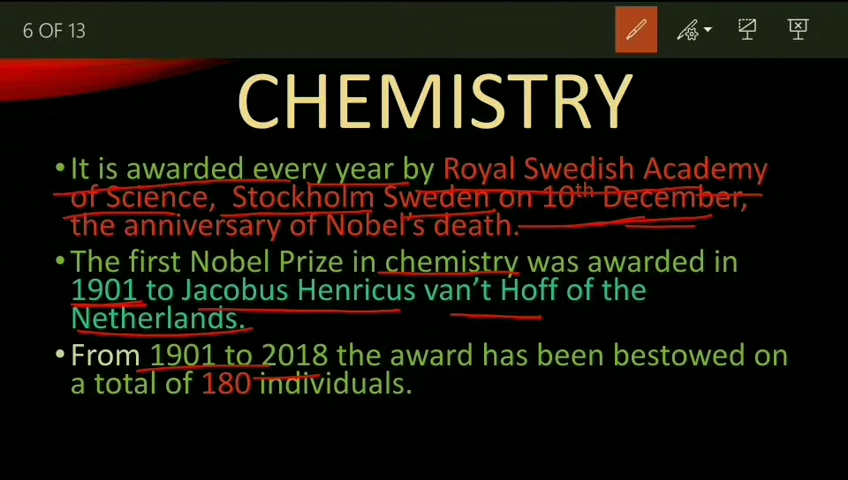 6 OF 13
CHEMISTRY
•It is awarded every year by Royal Swedish Academy
of Science, Stockholm Sweden on 10th December,
the anniversary of Nobel's death.
•The first Nobel Prize in chemistry was awarded in
1901 to Jacobus Henricus van't Hoff of the
Netherlands.
•From 1901 to 2018 the award has been bestowed on
a total of 180 individuals.